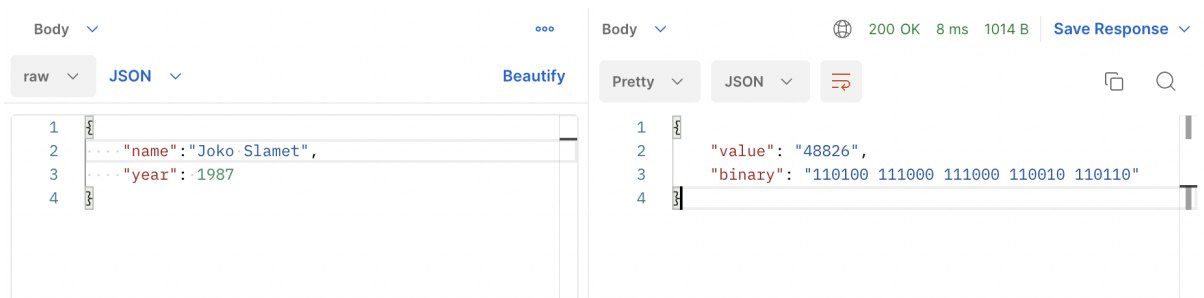 Body
raw JSON Beautify
1 {
2     "name":"Joko Slamet",
3     "year": 1987
4 }
Body 200 OK 8 ms 1014 B Save Response
Pretty JSON
1 {
2     "value": "48826",
3     "binary": "110100 111000 111000 110010 110110"
4 }